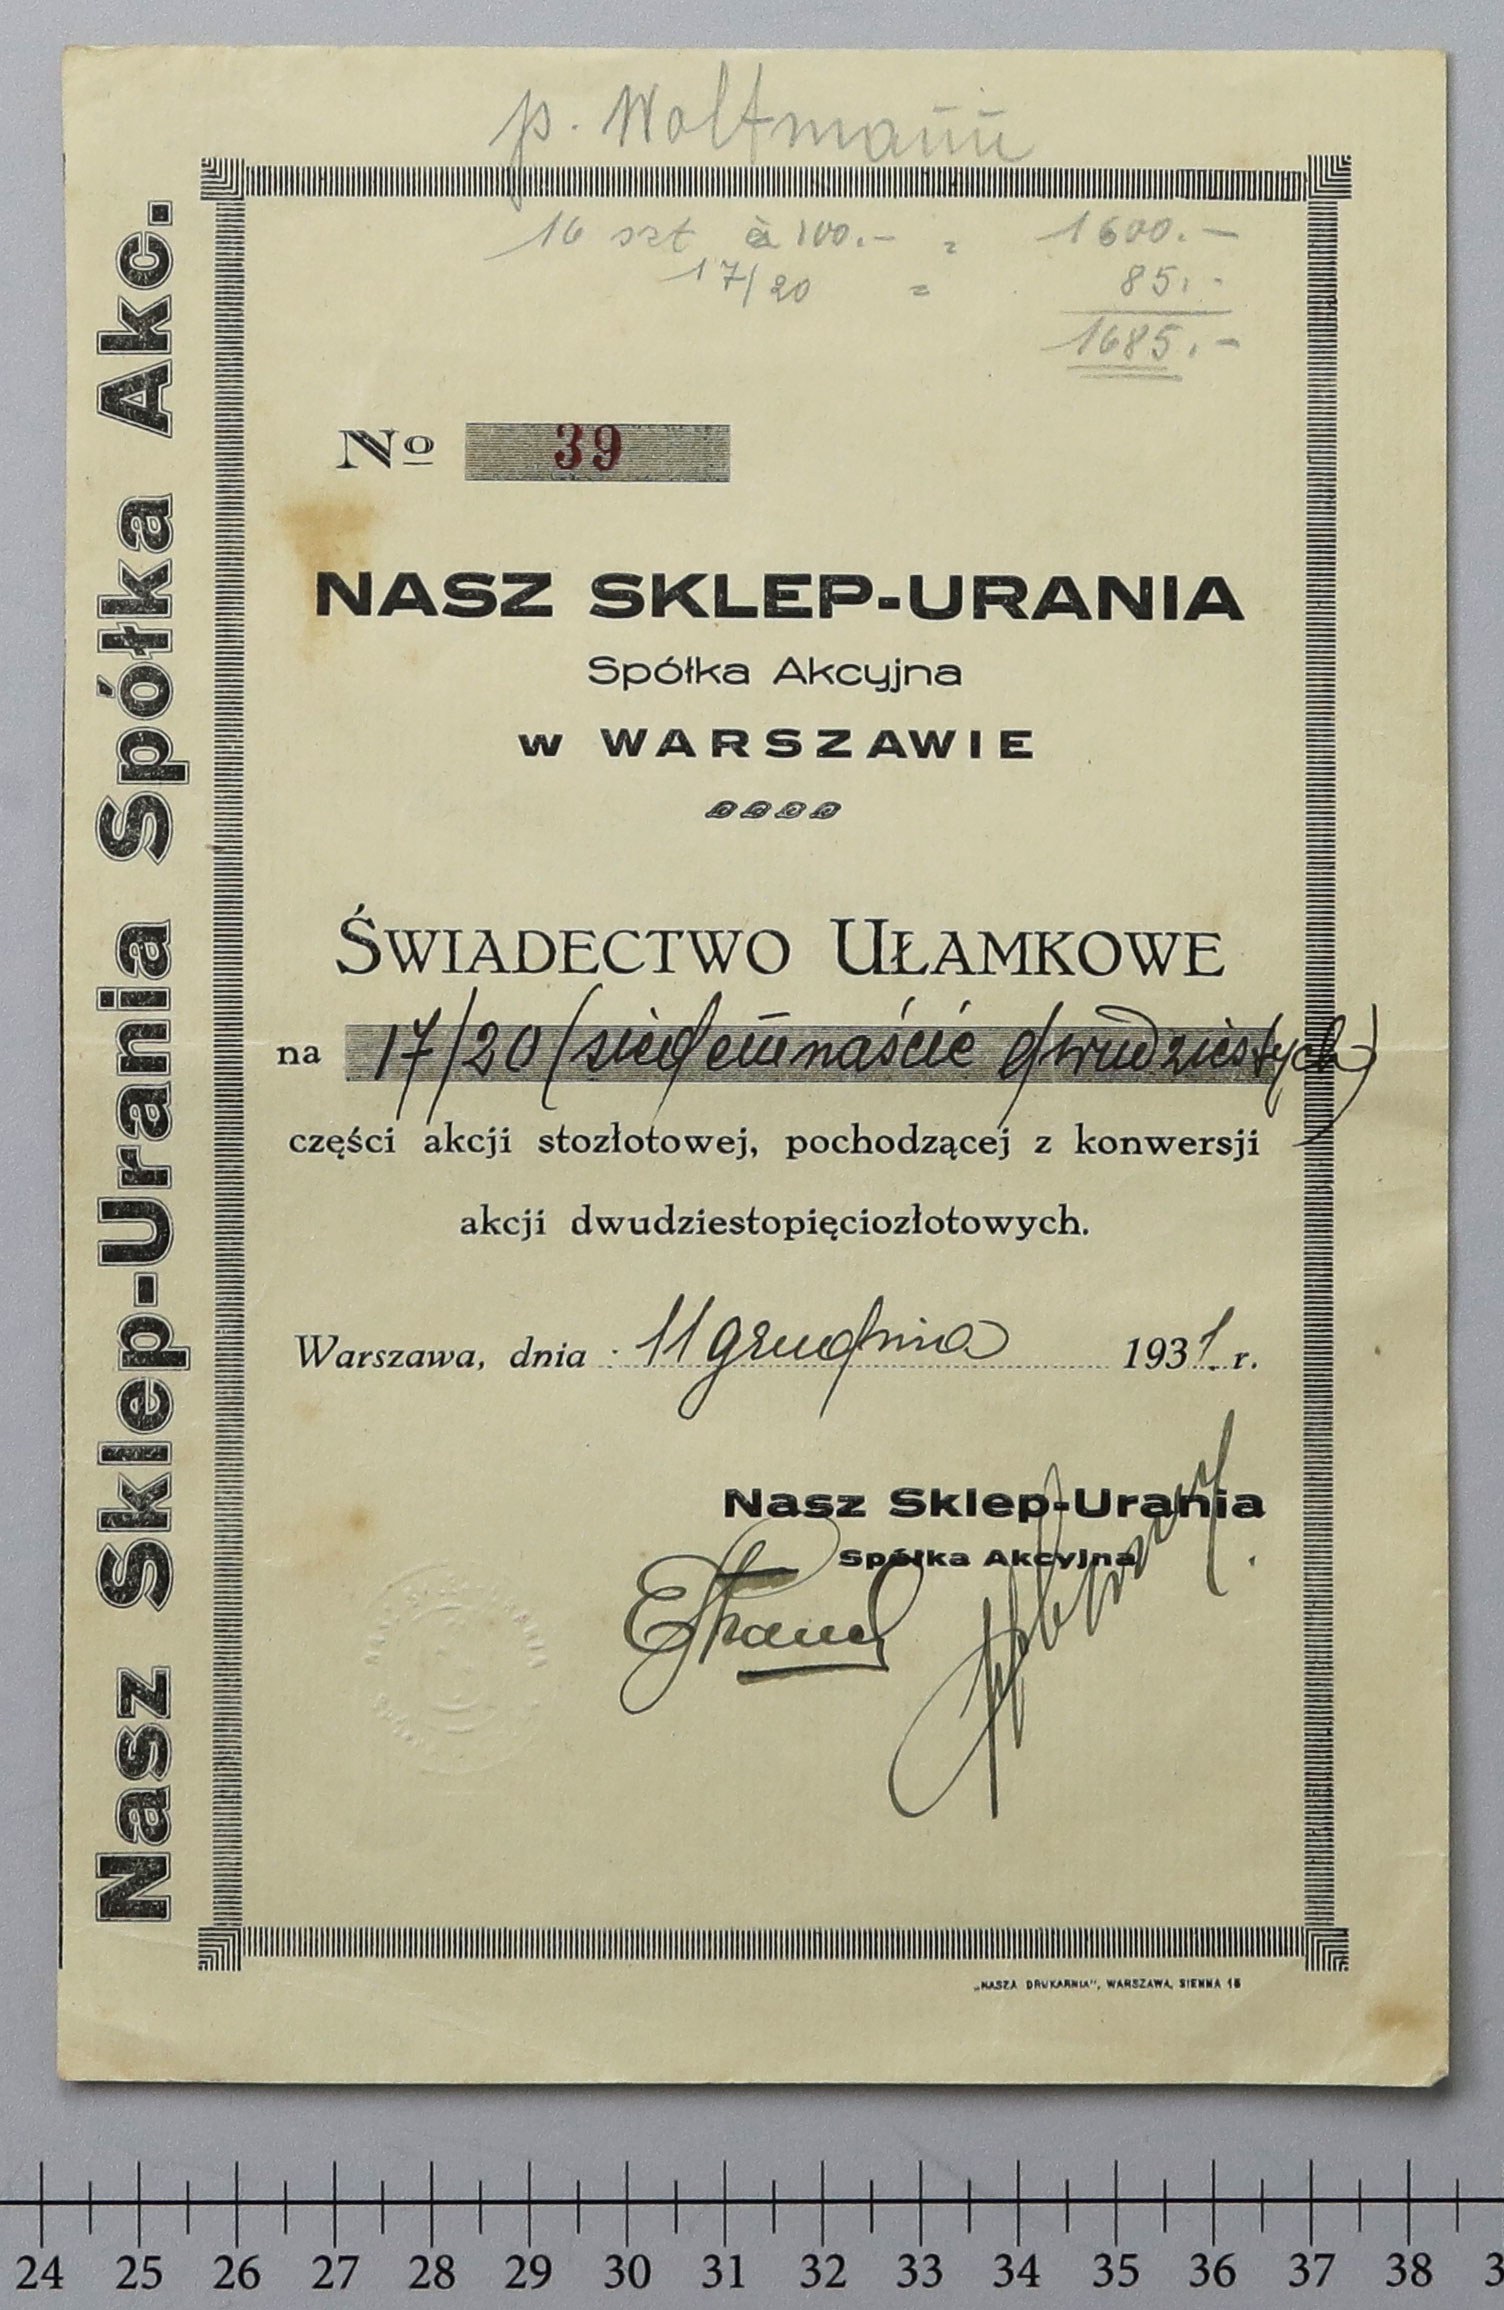 p. Woltmann
16 szt à 100.- = 1600.-
17/20 = 85.-
1685.-
Nasz Sklep-Urania Spółka Akc.
No 39
NASZ SKLEP-URANIA
Spółka Akcyjna
w WARSZAWIE
ŚWIADECTWO UŁAMKOWE
na 17/20 (siedemnaście dwudziestych)
części akcji stozłotowej, pochodzącej z konwersji
akcji dwudziestopięciozłotowych.
Warszawa, dnia 11 grudnia 1931 r.
Nasz Sklep-Urania
Spółka Akcyjna
„NASZA DRUKARNIA", WARSZAWA, SIENNA 15
24 25 26 27 28 29 30 31 32 33 34 35 36 37 38 3